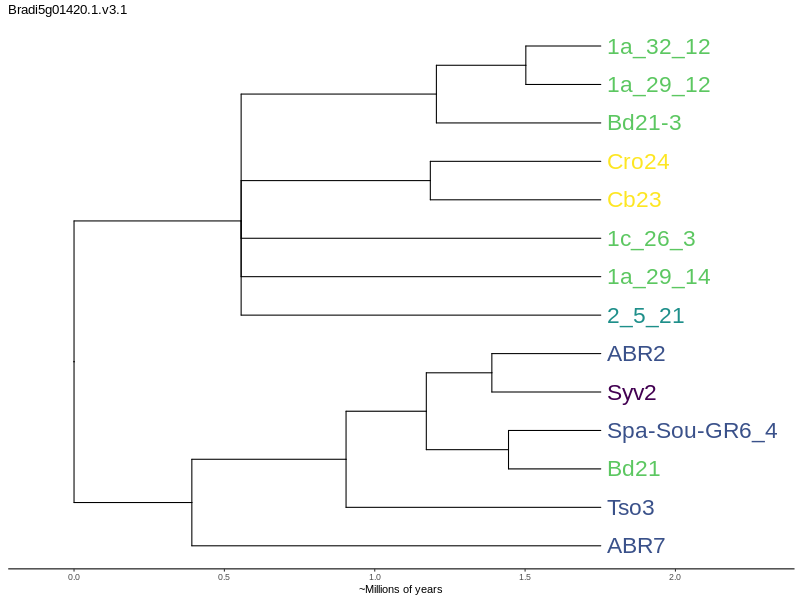 Bradi5g01420.1.v3.1
1a_32_12
1a_29_12
Bd21-3
Cro24
Cb23
1c_26_3
1a_29_14
2_5_21
ABR2
Syv2
Spa-Sou-GR6_4
Bd21
Tso3
ABR7
0.0 0.5 1.0 1.5 2.0
~Millions of years